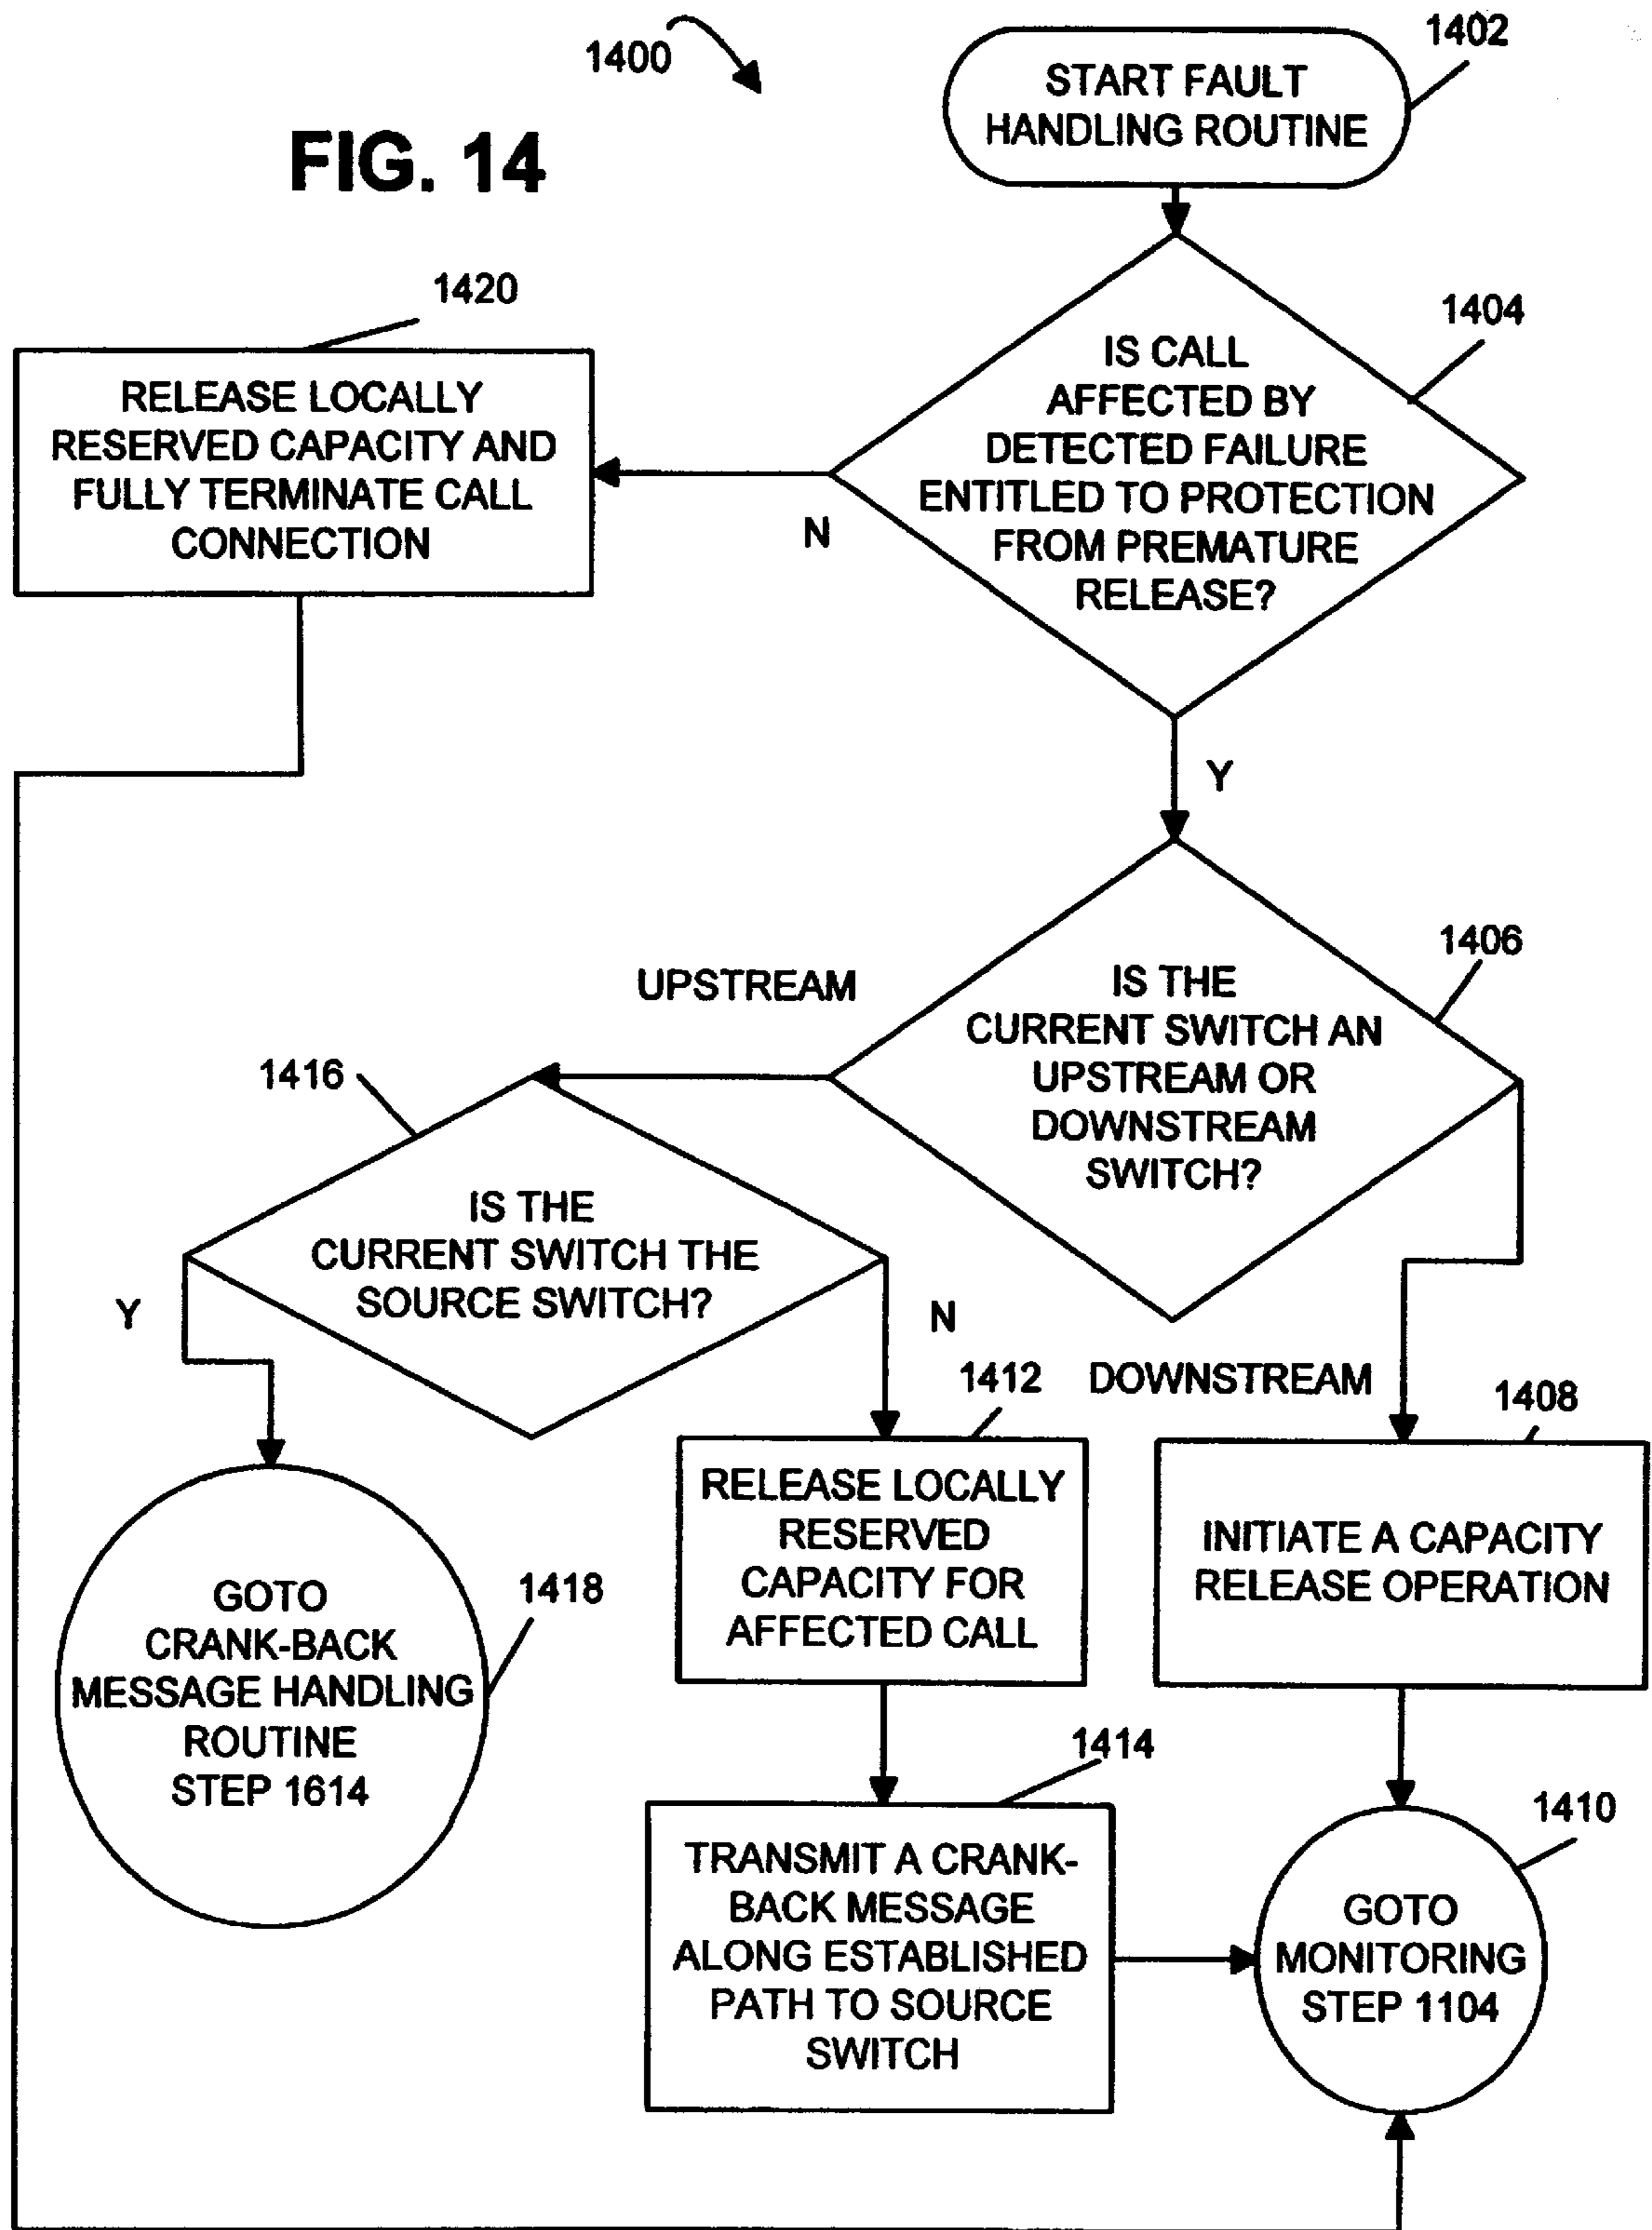 1400
1402
START FAULT
HANDLING ROUTINE
FIG. 14
1420
1404
RELEASE LOCALLY
RESERVED CAPACITY AND
FULLY TERMINATE CALL
CONNECTION
IS CALL
AFFECTED BY
DETECTED FAILURE
ENTITLED TO PROTECTION
FROM PREMATURE
RELEASE?
N
Y
1406
UPSTREAM
IS THE
CURRENT SWITCH AN
UPSTREAM OR
DOWNSTREAM
SWITCH?
1416
IS THE
CURRENT SWITCH THE
SOURCE SWITCH?
Y
N
1412
DOWNSTREAM
1408
RELEASE LOCALLY
RESERVED
CAPACITY FOR
AFFECTED CALL
INITIATE A CAPACITY
RELEASE OPERATION
GOTO
CRANK-BACK
MESSAGE HANDLING
ROUTINE
STEP 1614
1418
1414
1410
TRANSMIT A CRANK-
BACK MESSAGE
ALONG ESTABLISHED
PATH TO SOURCE
SWITCH
GOTO
MONITORING
STEP 1104